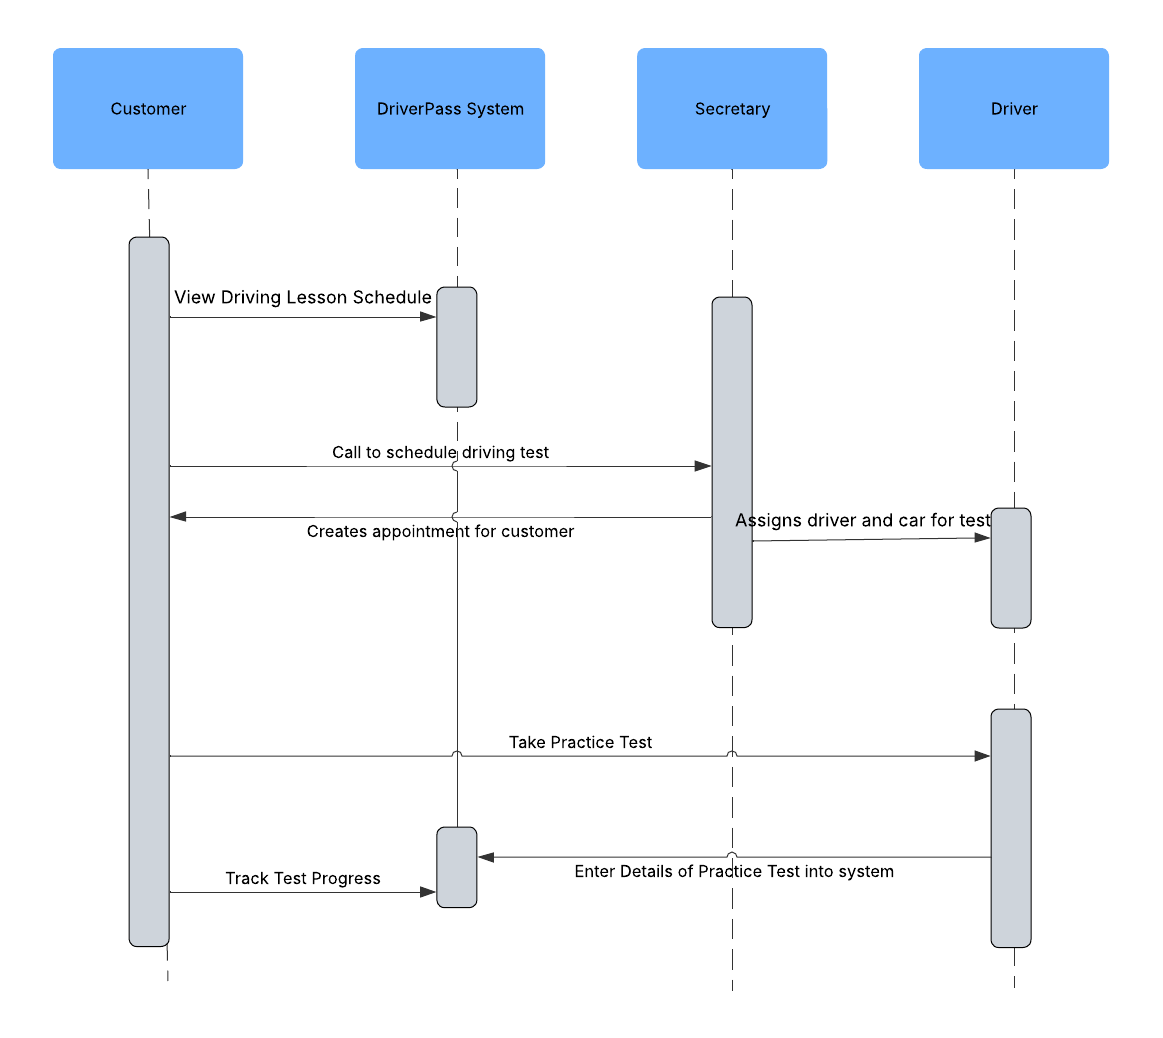 Customer
DriverPass System
Secretary
Driver
View Driving Lesson Schedule
Call to schedule driving test
Creates appointment for customer
Assigns driver and car for test
Take Practice Test
Enter Details of Practice Test into system
Track Test Progress